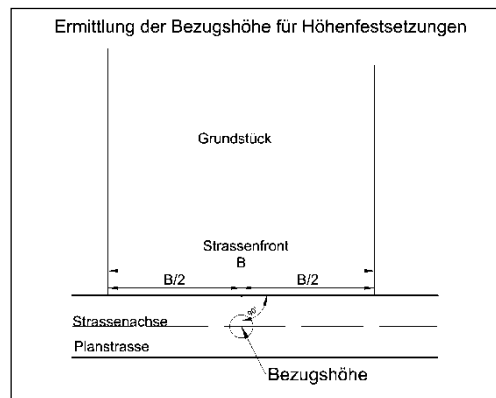 Ermittlung der Bezugshöhe für Höhenfestsetzungen
Grundstück
Strassenfront
B
B/2 B/2
Strassenachse
Planstrasse
Bezugshöhe